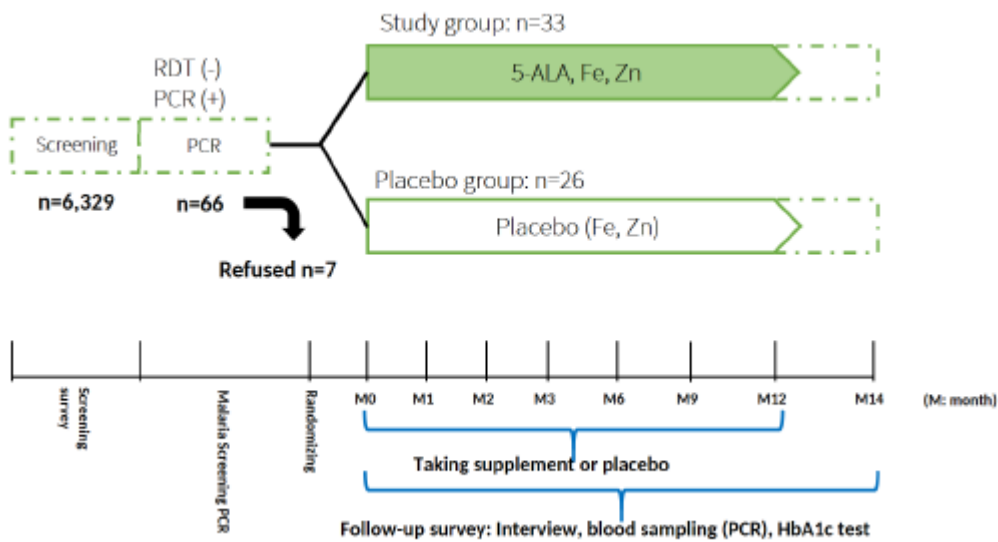 Study group: n=33
5-ALA, Fe, Zn
RDT (-)
PCR (+)
Screening
PCR
n=6,329
n=66
Refused n=7
Placebo group: n=26
Placebo (Fe, Zn)
Screening
survey
Malaria Screening PCR
Randomizing
M0
M1
M2
M3
M6
M9
M12
M14
(M: month)
Taking supplement or placebo
Follow-up survey: Interview, blood sampling (PCR), HbA1c test